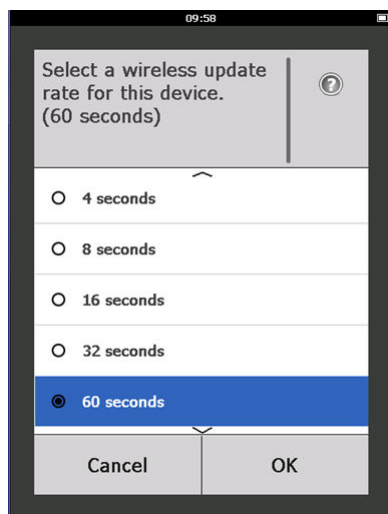 09:58
Select a wireless update
rate for this device.
(60 seconds)
?
4 seconds
8 seconds
16 seconds
32 seconds
60 seconds
Cancel
OK